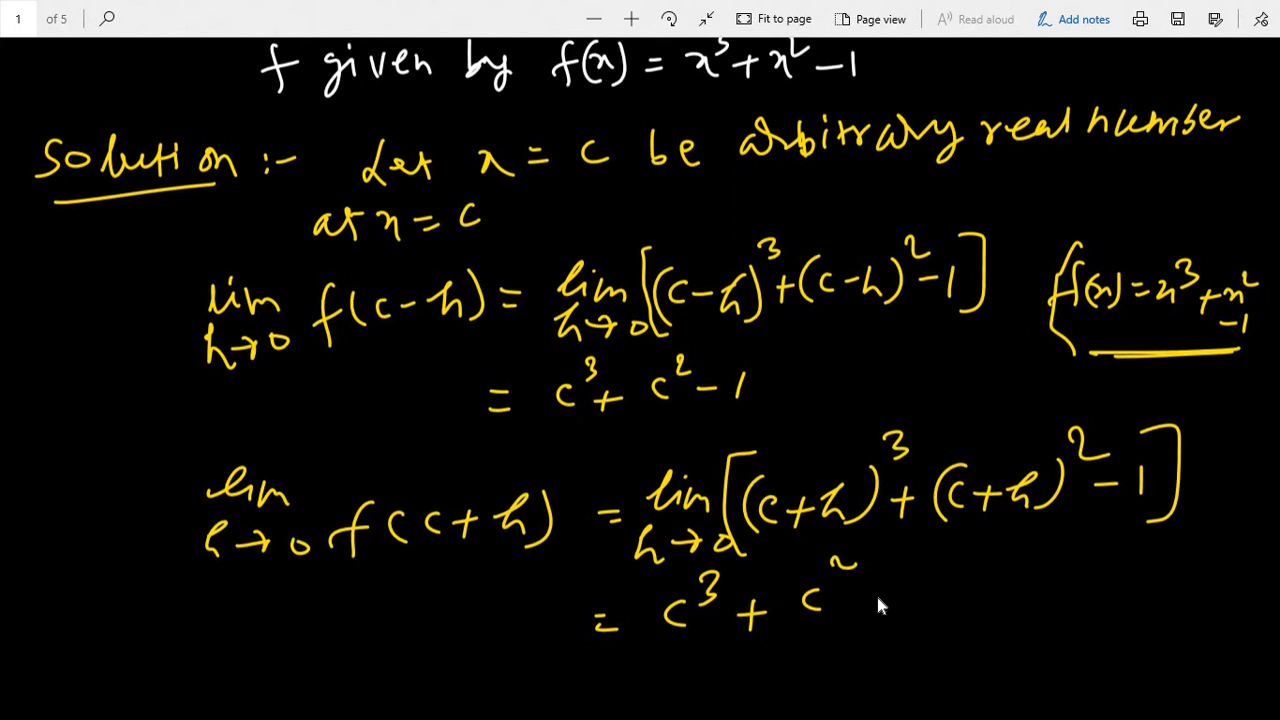 1 of 5 Fit to page Page view Read aloud Add notes
f given by f(x) = x³ + x² - 1
Solution :- Let x = c be arbitrary real number
at x = c
lim h→0 f(c-h) = lim h→0 [(c-h)³ + (c-h)² - 1]
f(x) = x³ + x² - 1
= c³ + c² - 1
lim h→0 f(c+h) = lim h→0 [(c+h)³ + (c+h)² - 1]
= c³ + c²